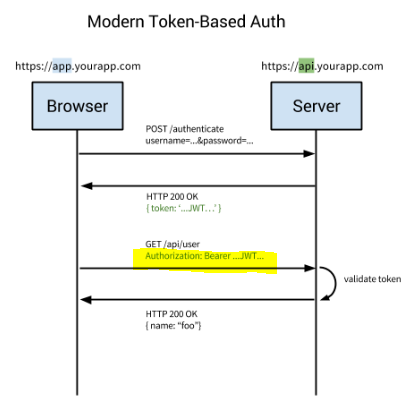 Modern Token-Based Auth
https://app.yourapp.com
https://api.yourapp.com
Browser
Server
POST /authenticate
username=...&password=...
HTTP 200 OK
{ token: ‘...JWT...’ }
GET /api/user
Authorization: Bearer ...JWT...
validate token
HTTP 200 OK
{ name: “foo”}